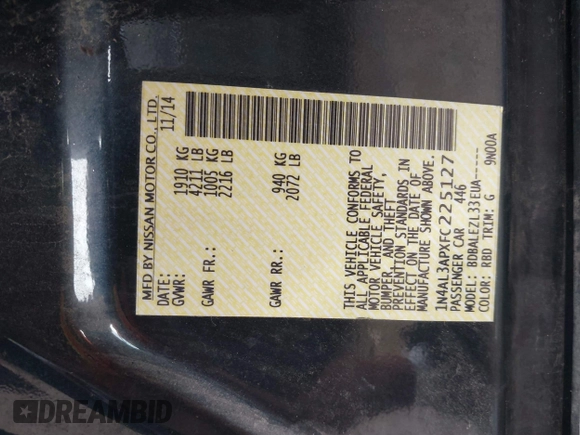 MFD BY NISSAN MOTOR CO., LTD.
DATE: 11/14
GVWR: 1910 KG
4211 LB
GAWR FR.: 1005 KG
2216 LB
GAWR RR.: 940 KG
2072 LB
THIS VEHICLE CONFORMS TO
ALL APPLICABLE FEDERAL
MOTOR VEHICLE SAFETY,
BUMPER, AND THEFT
PREVENTION STANDARDS IN
EFFECT ON THE DATE OF
MANUFACTURE SHOWN ABOVE.
1N4AL3APXFC225127
PASSENGER CAR 446
MODEL: BDBALEZL33EUA------
COLOR: RBD TRIM: G 9N00A
DREAMBID